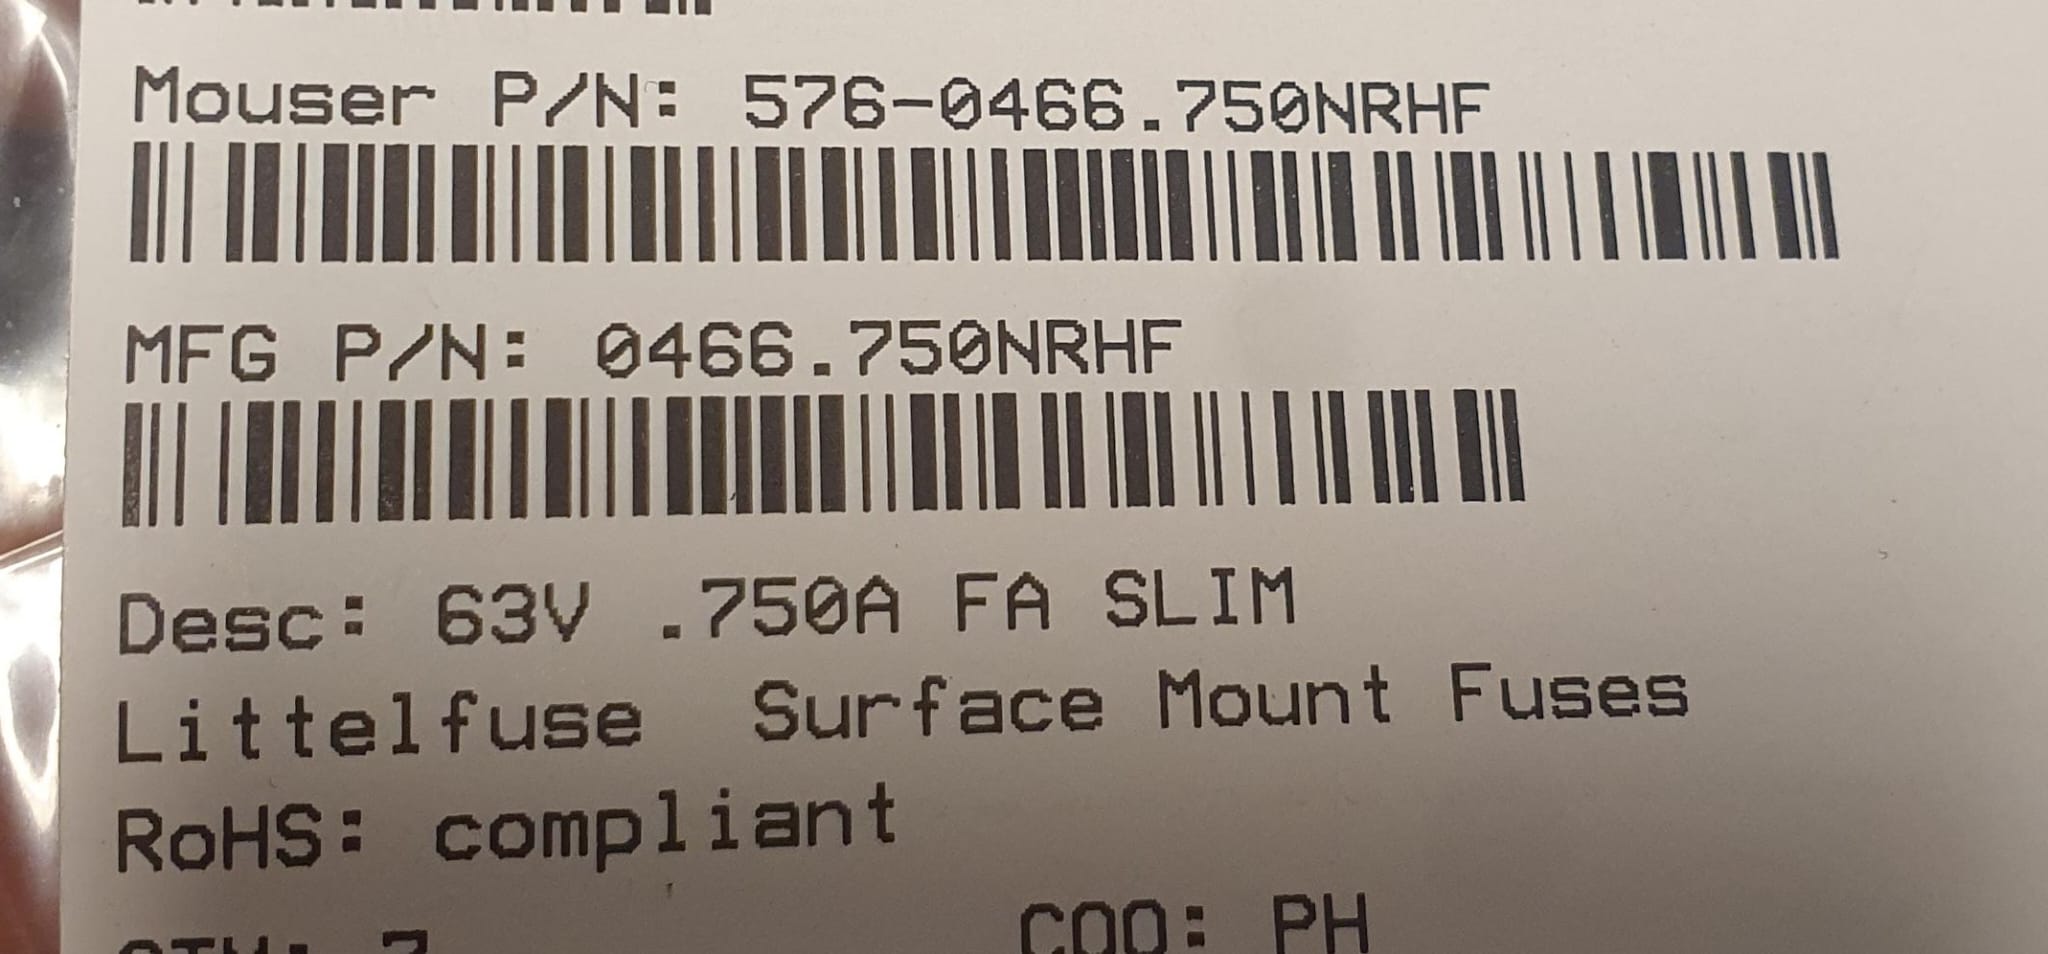 Mouser P/N: 576-0466.750NRHF
MFG P/N: 0466.750NRHF
Desc: 63V .750A FA SLIM
Littelfuse Surface Mount Fuses
RoHS: compliant
COO: PH